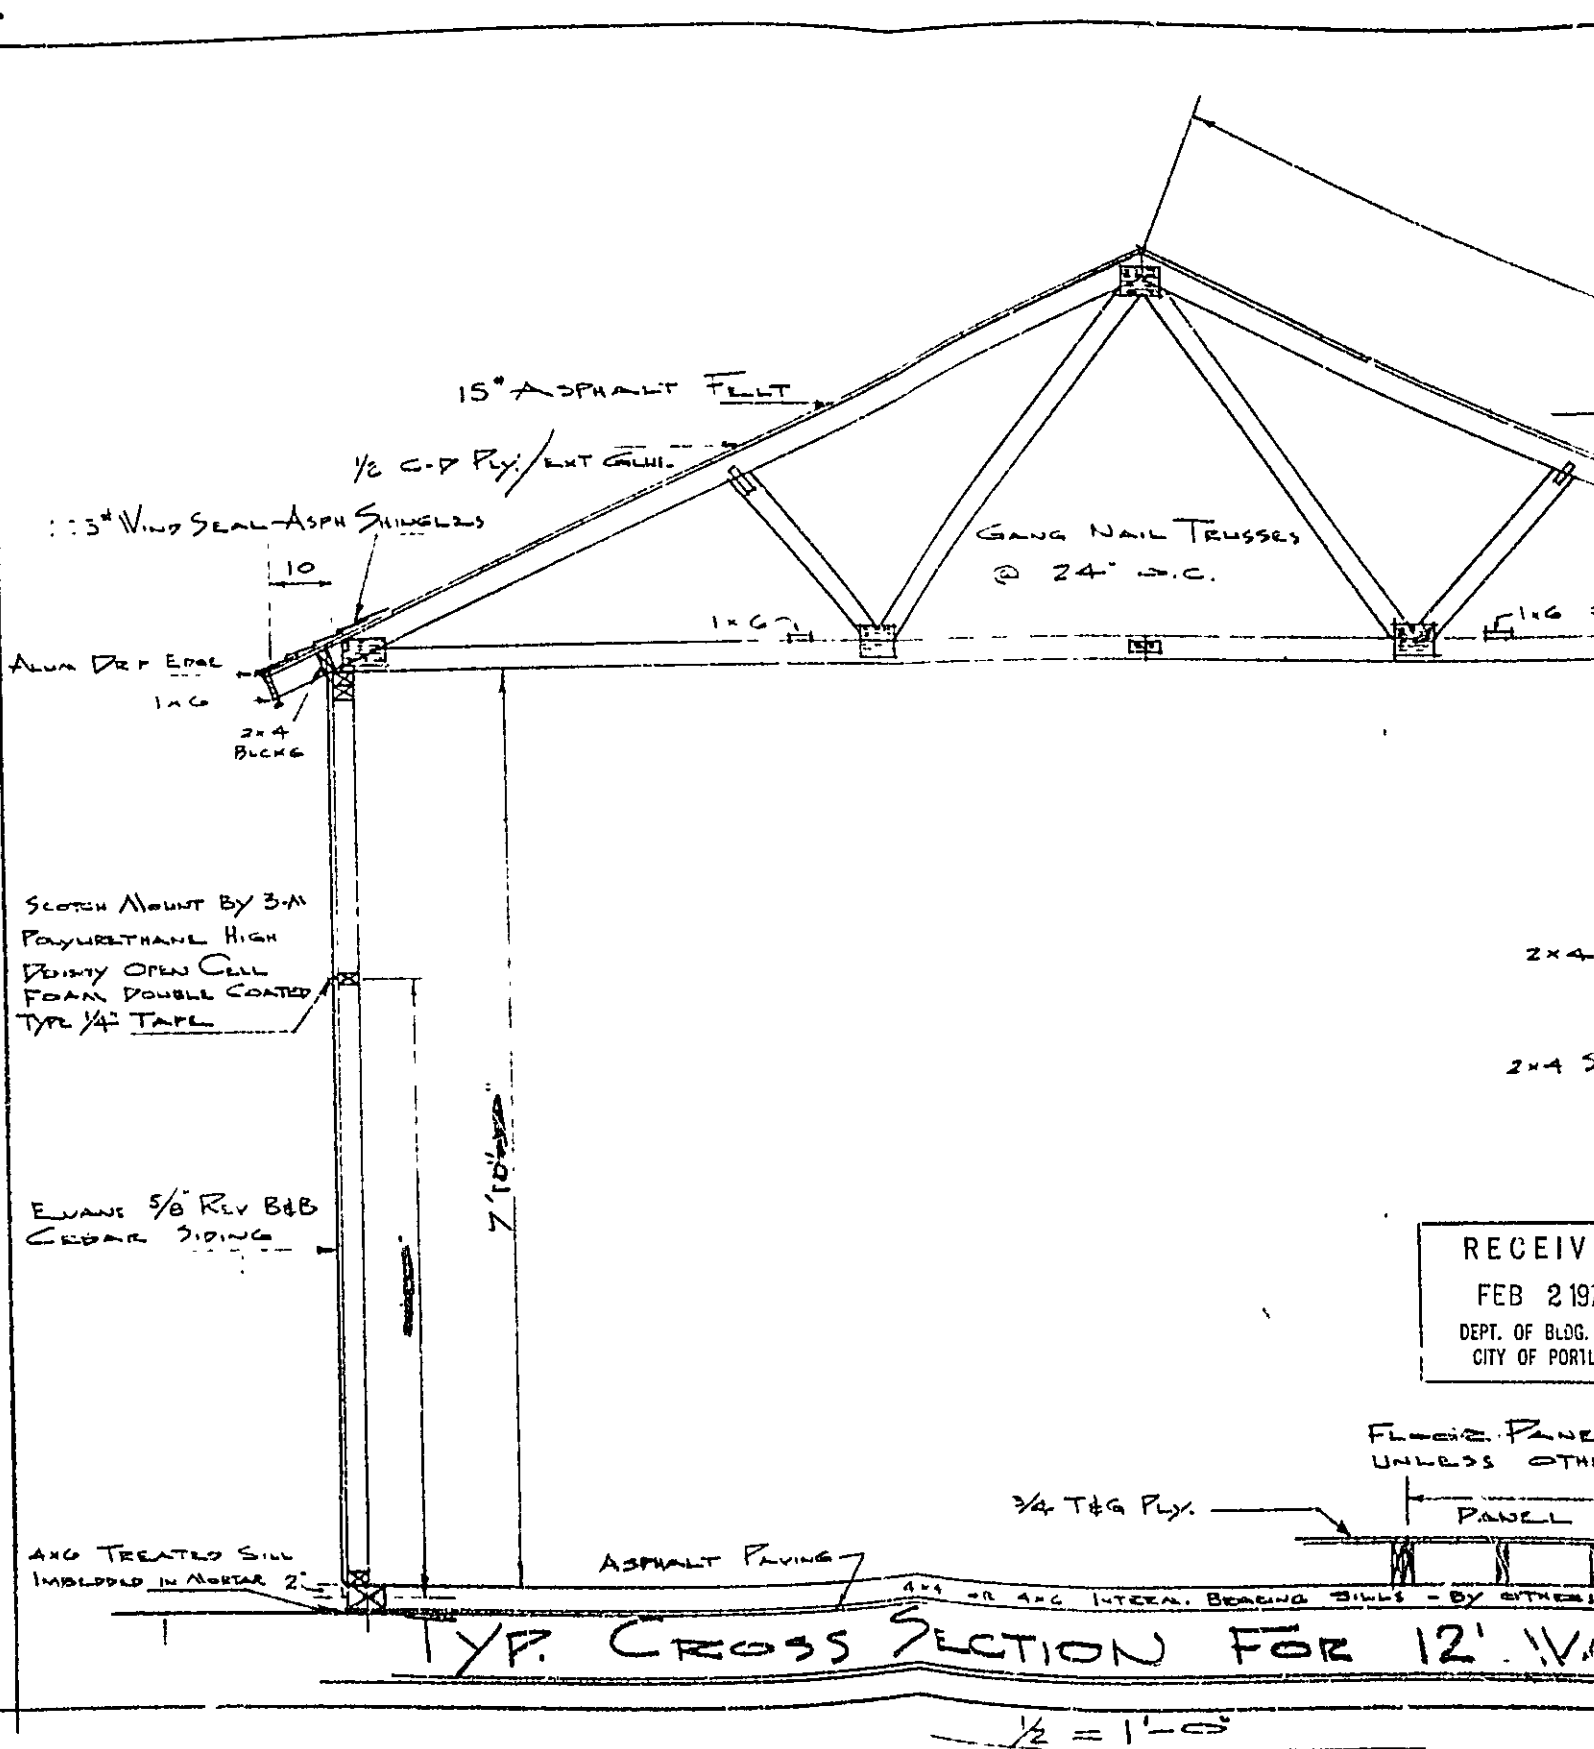 15# ASPHALT FELT
1/2 C-D PLY./EXT GLUE.
WIND SEAL-ASPH SHINGLES
10
GANG NAIL TRUSSES
@ 24" O.C.
1x6
1x6
ALUM DRIP EDGE
1x6
2x4
BLCKG
SCOTCH MOUNT BY 3-M
POLYURETHANE HIGH
DENSITY OPEN CELL
FOAM DOUBLE COATED
TYPE 1/4" TAPE
2x4
2x4 S
7'10"
EVANS 5/8" REV B&B
CEDAR SIDING
RECEIV
FEB 2 197
DEPT. OF BLDG.
CITY OF PORTL
FLOOR PANE
UNLESS OTHE
3/4 T&G PLY.
PANEL
4x6 TREATED SILL
IMBEDDED IN MORTAR 2"
ASPHALT PAVING
4x4 OR 4x6 INTERM. BEARING SILLS - BY OTHERS
TYP. CROSS SECTION FOR 12' W
1/2 = 1'-0"